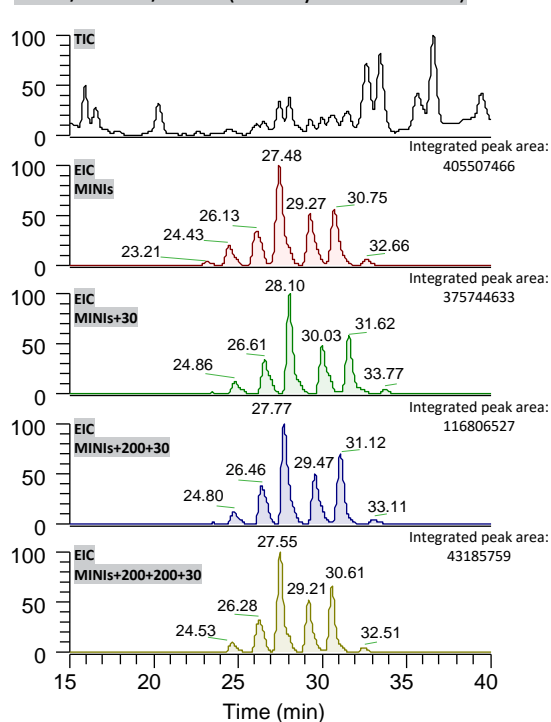 100
50
0
TIC
Integrated peak area:
405507466
100
50
0
EIC
MINIs
23.21
24.43
26.13
27.48
29.27
30.75
32.66
Integrated peak area:
375744633
100
50
0
EIC
MINIs+30
24.86
26.61
28.10
30.03
31.62
33.77
Integrated peak area:
116806527
100
50
0
EIC
MINIs+200+30
24.80
26.46
27.77
29.47
31.12
33.11
Integrated peak area:
43185759
100
50
0
EIC
MINIs+200+200+30
24.53
26.28
27.55
29.21
30.61
32.51
15 20 25 30 35 40
Time (min)